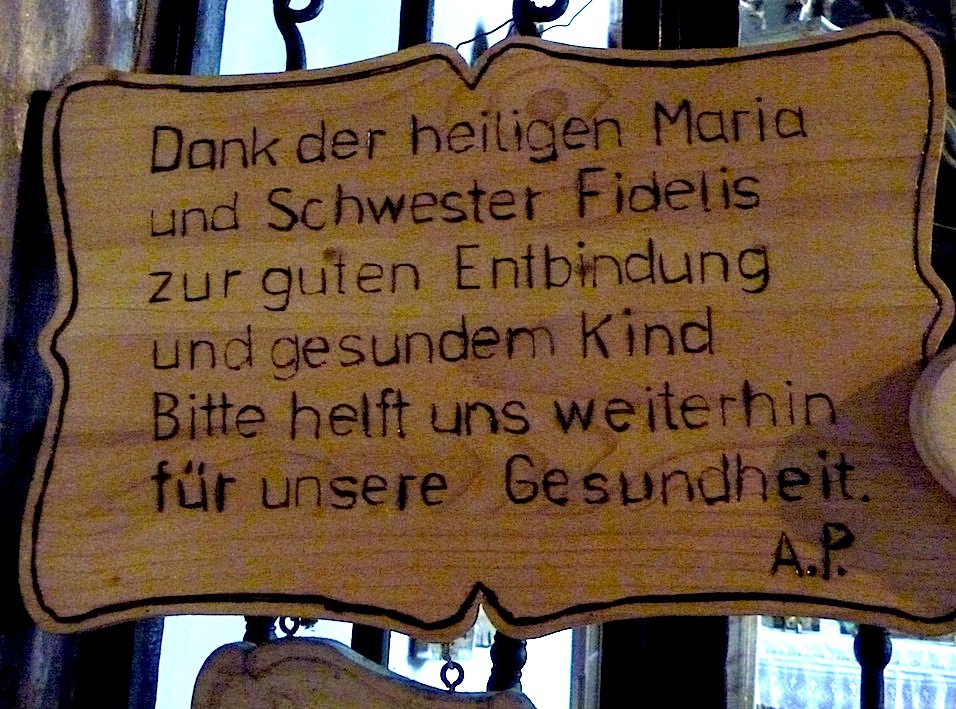 Dank der heiligen Maria
und Schwester Fidelis
zur guten Entbindung
und gesundem Kind
Bitte helft uns weiterhin
für unsere Gesundheit.
A.P.